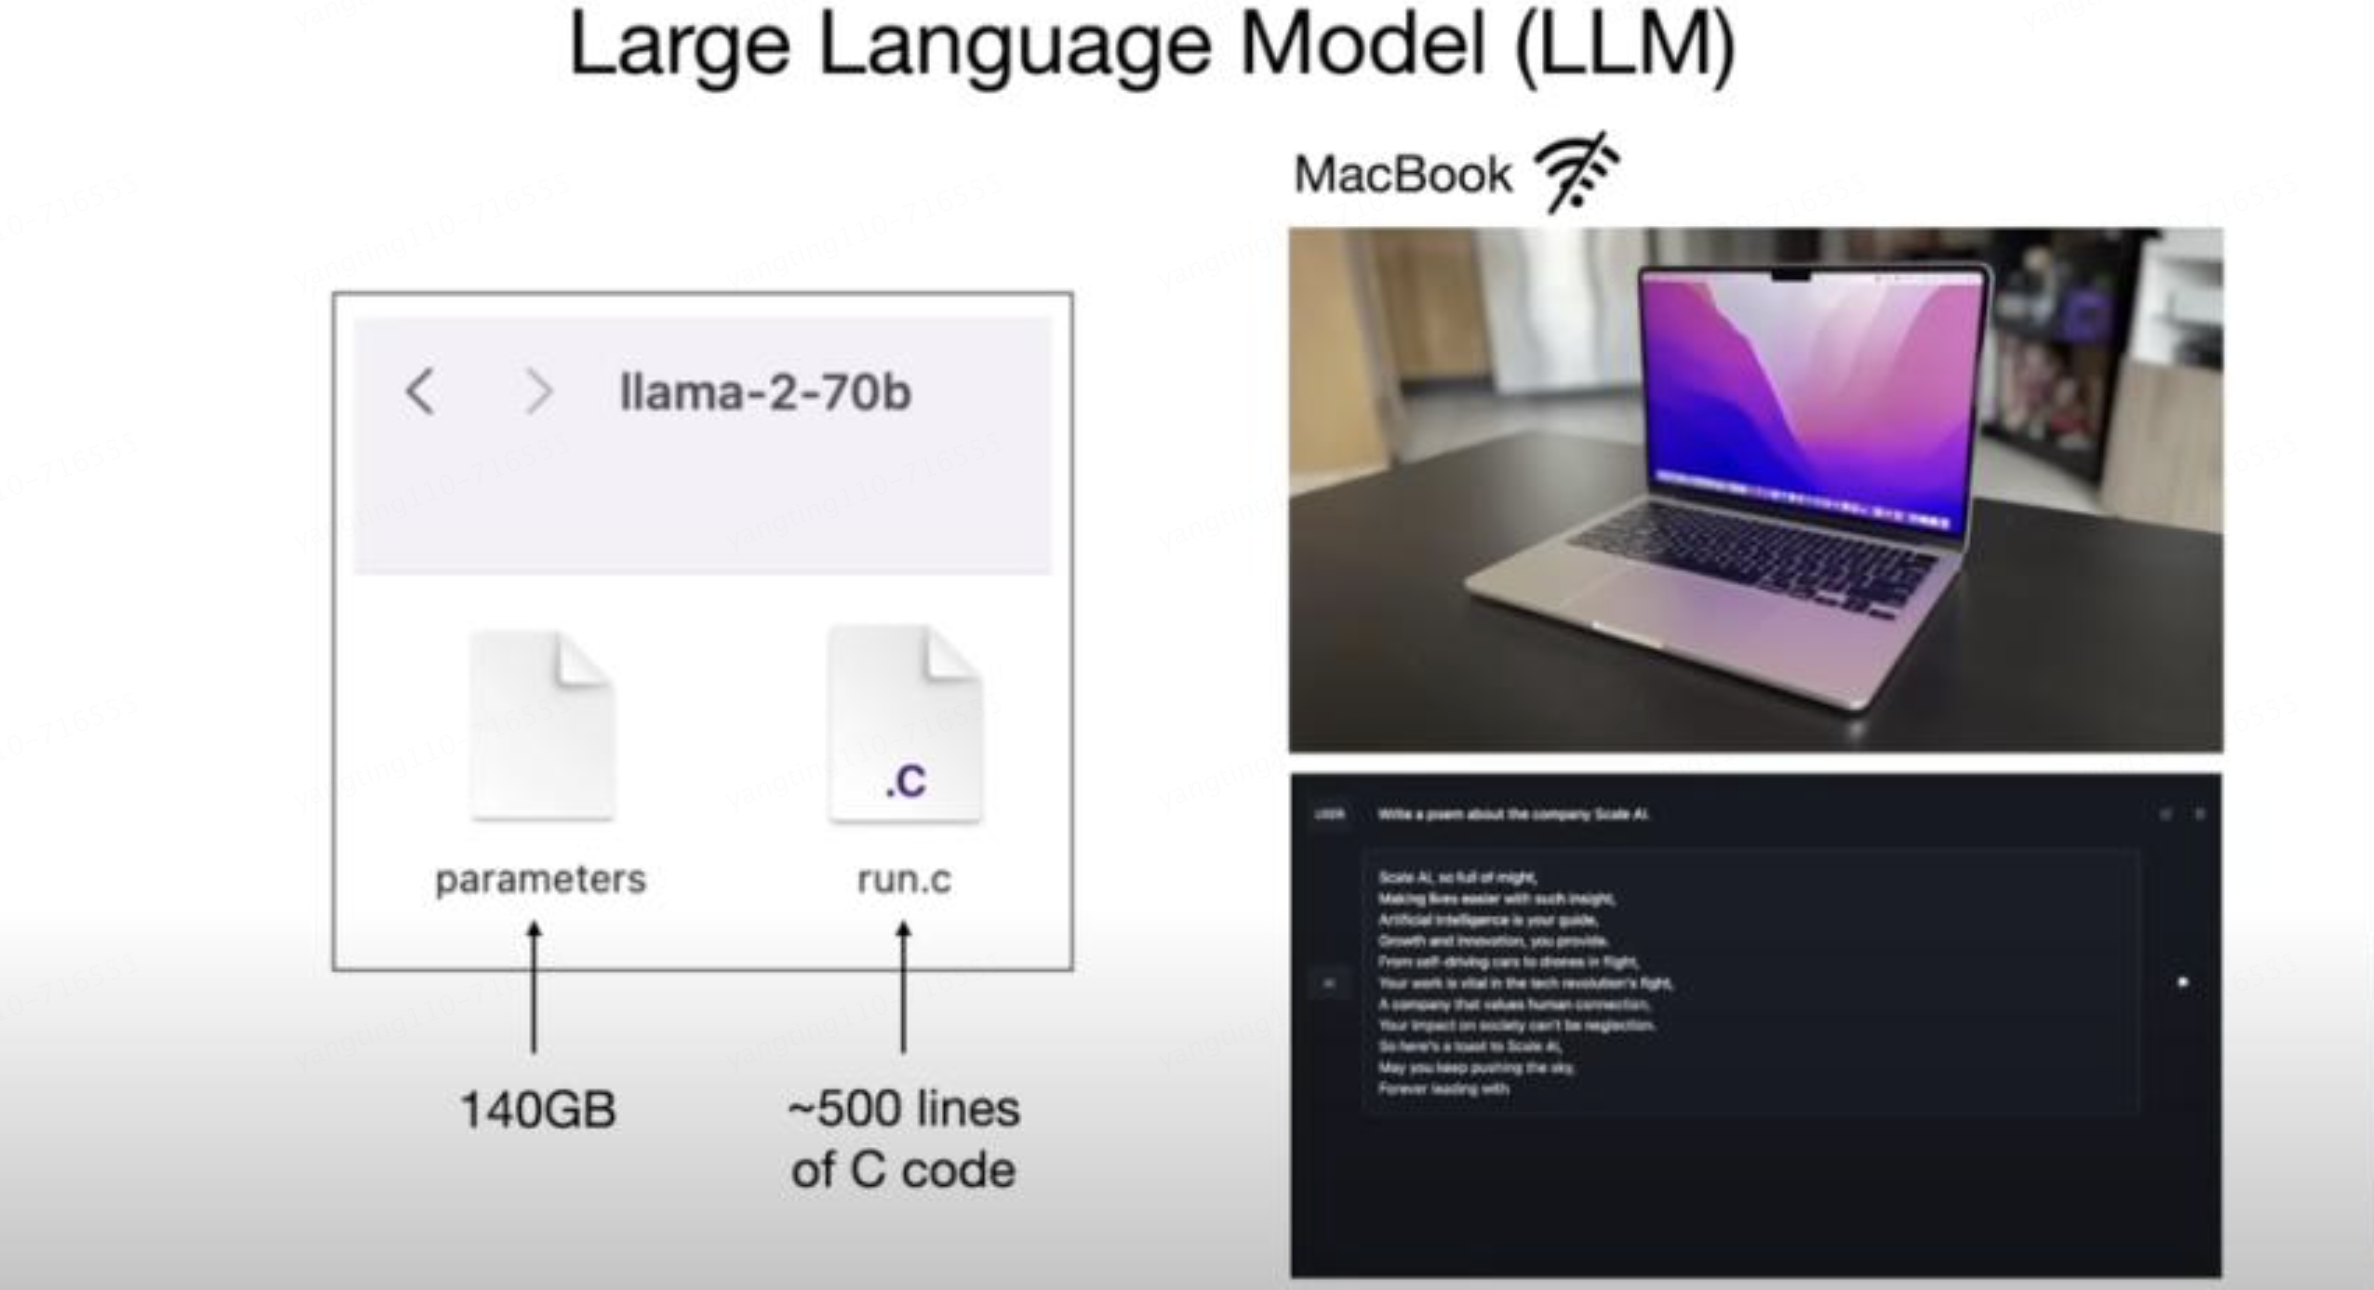 Large Language Model (LLM)
MacBook
llama-2-70b
.C
parameters
run.c
140GB
~500 lines
of C code
USER
Write a poem about the company Scale AI.
Scale AI, so full of might,
Making lives easier with such insight,
Artificial intelligence is your guide,
Growth and innovation, you provide.
From self-driving cars to drones in flight,
Your work is vital in the tech revolution's fight,
A company that values human connection,
Your impact on society can't be neglection.
So here's a toast to Scale AI,
May you keep pushing the sky,
Forever leading with
AI
yangning110-716555